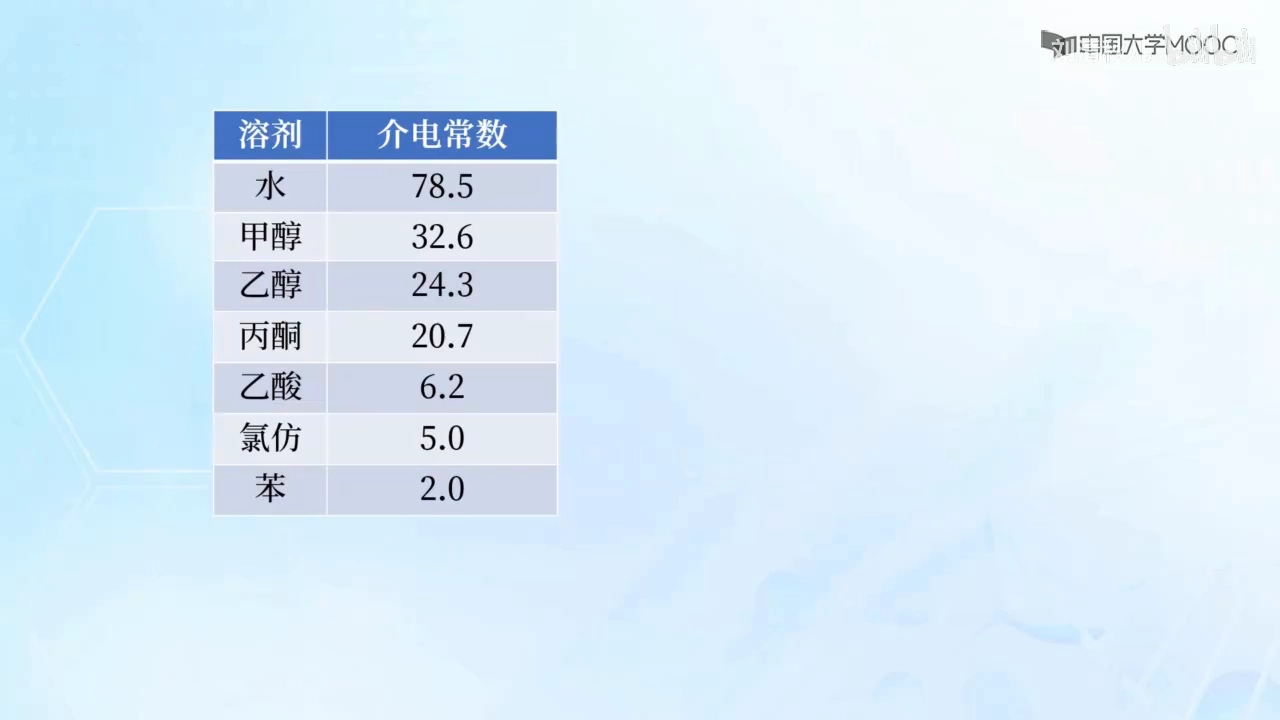 中国大学MOOC
溶剂 介电常数
水 78.5
甲醇 32.6
乙醇 24.3
丙酮 20.7
乙酸 6.2
氯仿 5.0
苯 2.0